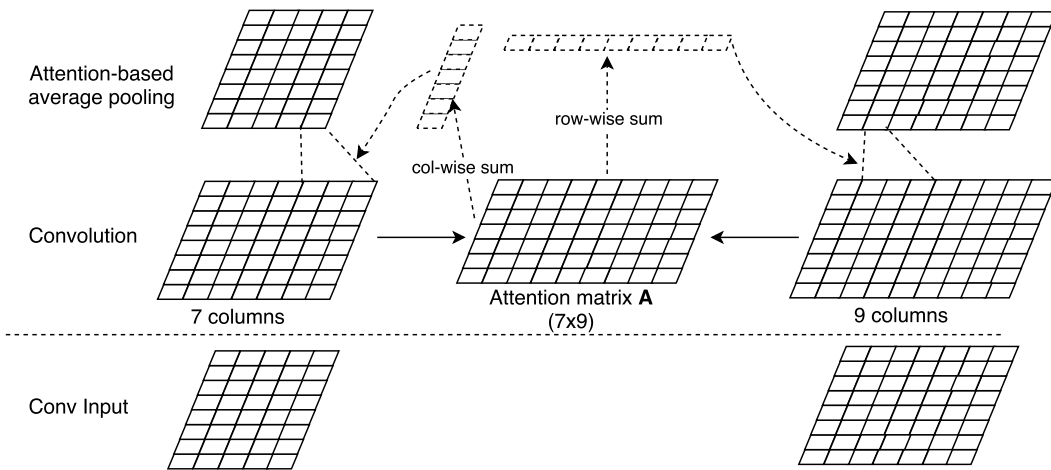 Attention-based
average pooling
row-wise sum
col-wise sum
Convolution
7 columns
Attention matrix A
(7x9)
9 columns
Conv Input